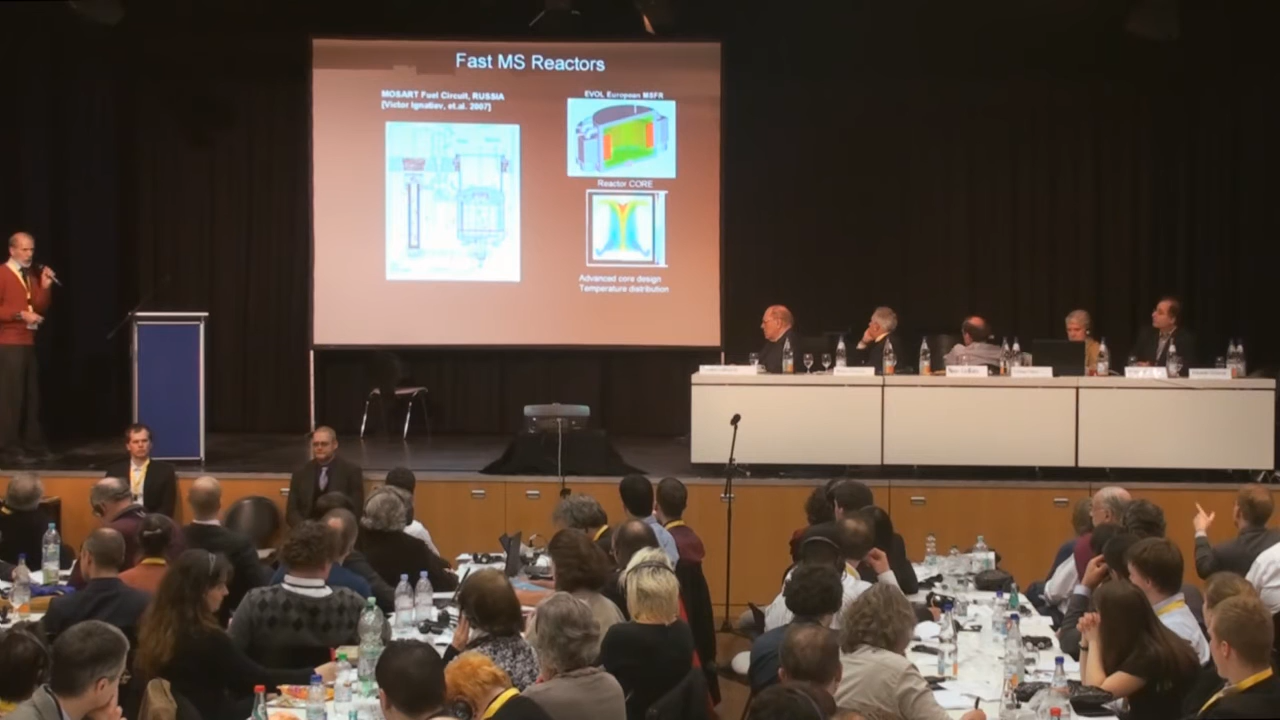 Fast MS Reactors
MOSART Fuel Circuit, RUSSIA
[Victor Ignatiev, et.al. 2007]
EVOL European MSFR
Reactor CORE
Advanced core design
Temperature distribution